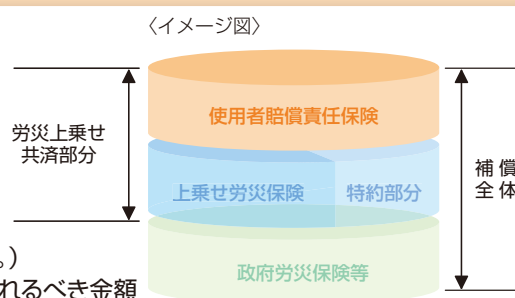 〈イメージ図〉
使用者賠償責任保険
労災上乗せ
共済部分
上乗せ労災保険
特約部分
補償
全体
政府労災保険等
。)
れるべき金額